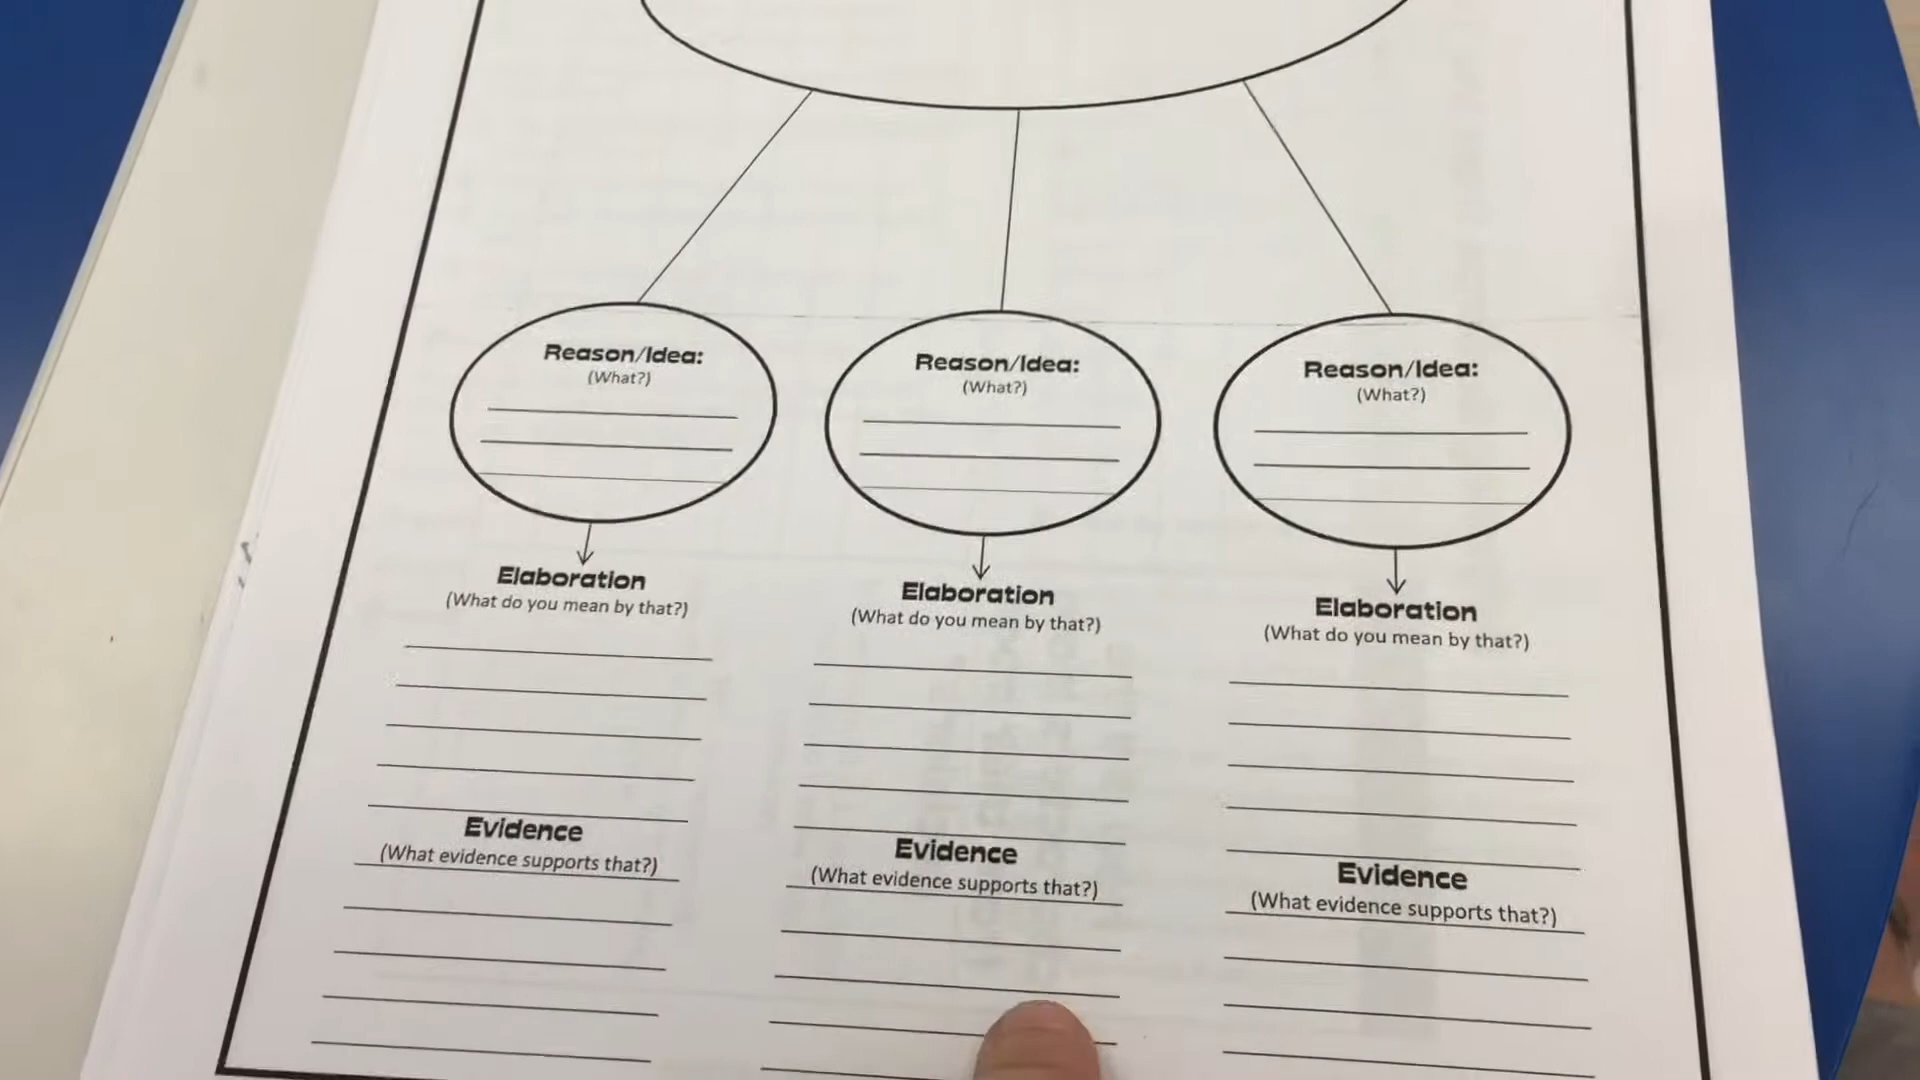 Reason/Idea:
(What?)
Elaboration
(What do you mean by that?)
Evidence
(What evidence supports that?)
Reason/Idea:
(What?)
Elaboration
(What do you mean by that?)
Evidence
(What evidence supports that?)
Reason/Idea:
(What?)
Elaboration
(What do you mean by that?)
Evidence
(What evidence supports that?)